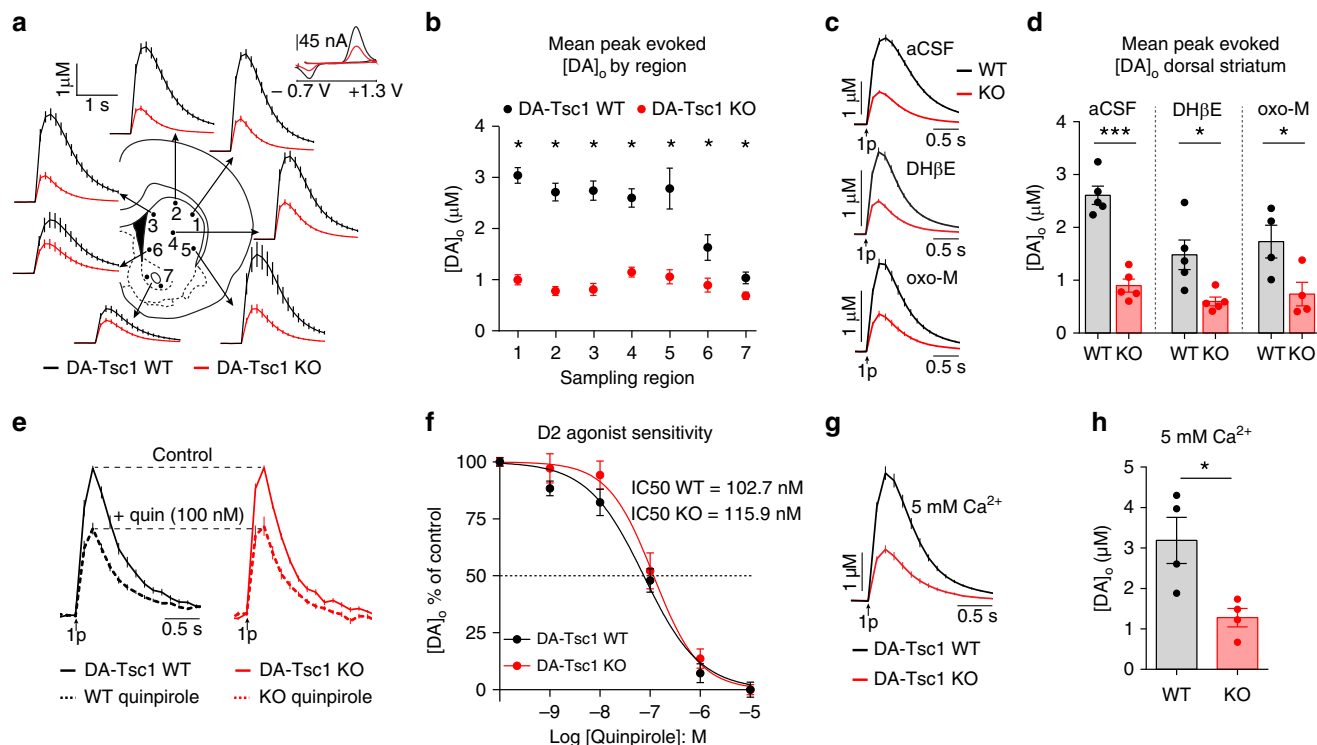 a
45 nA
1 µM
1 s
– 0.7 V
+1.3 V
1
2
3
4
5
6
7
DA-Tsc1 WT
DA-Tsc1 KO
b
Mean peak evoked
[DA]o by region
DA-Tsc1 WT
DA-Tsc1 KO
* * * * * * *
4
3
2
1
0
[DA]o (µM)
1 2 3 4 5 6 7
Sampling region
c
aCSF
WT
KO
1 µM
1p
0.5 s
DHβE
1 µM
1p
0.5 s
oxo-M
1 µM
1p
0.5 s
d
Mean peak evoked
[DA]o dorsal striatum
aCSF DHβE oxo-M
*** * *
4
3
2
1
0
[DA]o (µM)
WT KO WT KO WT KO
e
Control
+ quin (100 nM)
1p
0.5 s
1p
DA-Tsc1 WT
DA-Tsc1 KO
WT quinpirole
KO quinpirole
f
D2 agonist sensitivity
100
75
50
25
0
[DA]o % of control
IC50 WT = 102.7 nM
IC50 KO = 115.9 nM
DA-Tsc1 WT
DA-Tsc1 KO
–9 –8 –7 –6 –5
Log [Quinpirole]: M
g
5 mM Ca²⁺
1 µM
1p
0.5 s
DA-Tsc1 WT
DA-Tsc1 KO
h
5 mM Ca²⁺
*
5
4
3
2
1
0
[DA]o (µM)
WT KO